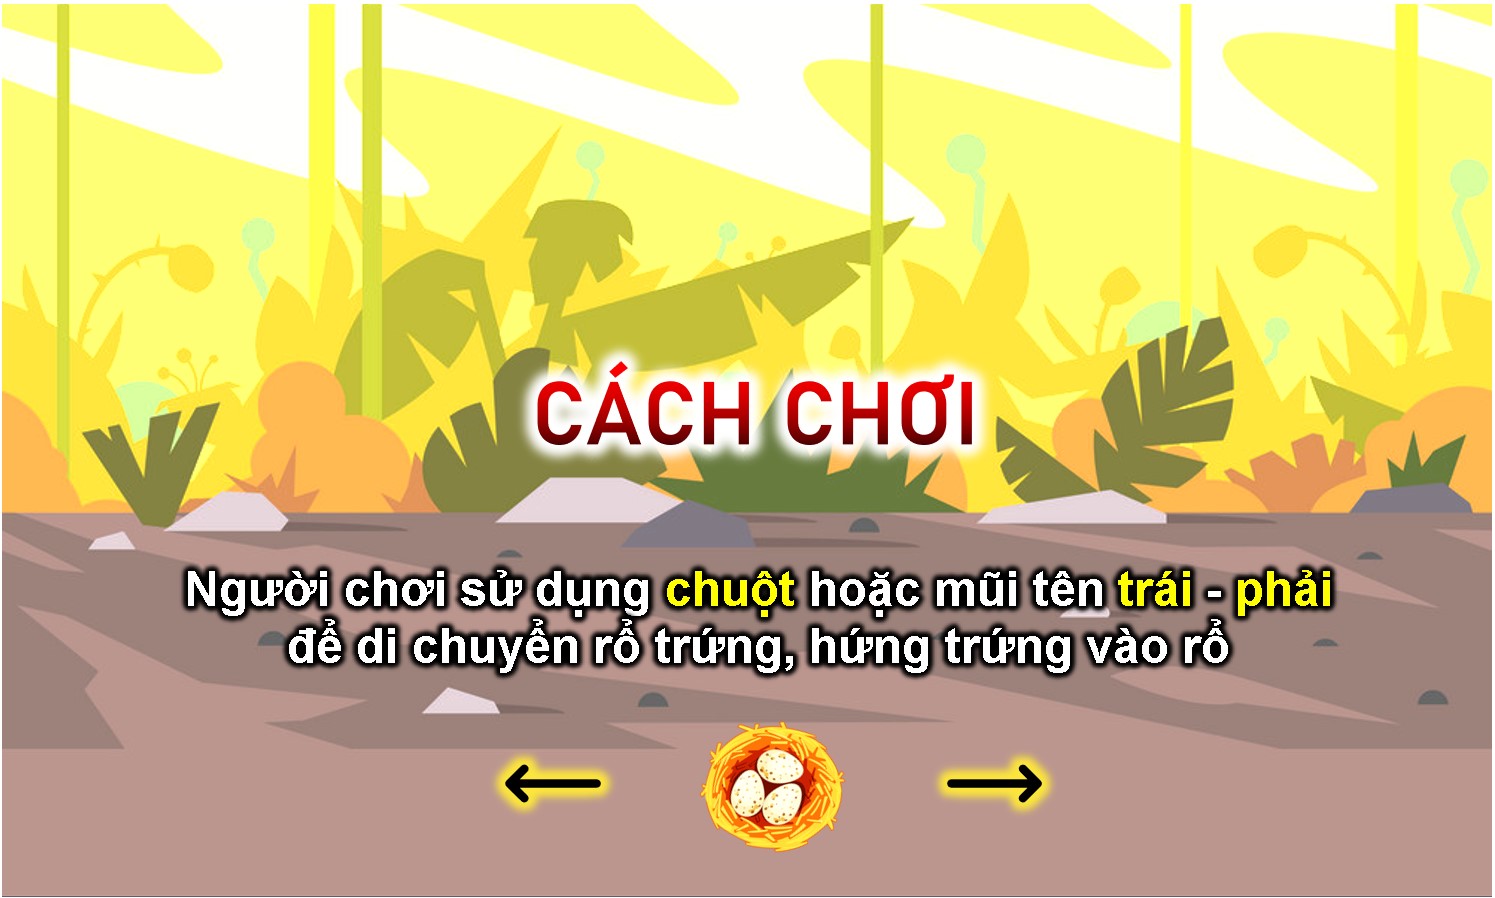 CÁCH CHƠI
Người chơi sử dụng chuột hoặc mũi tên trái - phải
để di chuyển rổ trứng, hứng trứng vào rổ